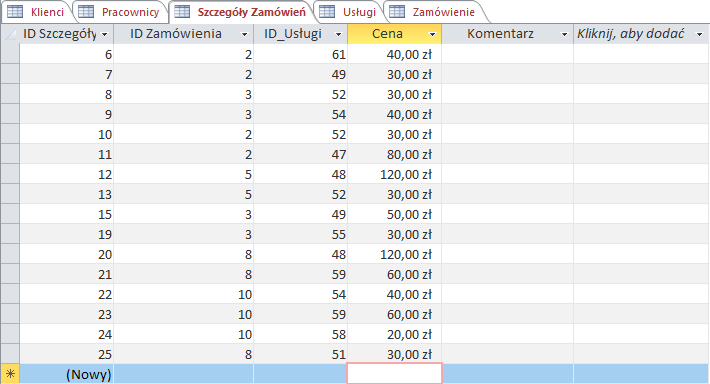 Klienci Pracownicy Szczegóły Zamówień Usługi Zamówienie
ID Szczegóły ID Zamówienia ID_Usługi Cena Komentarz Kliknij, aby dodać
6 2 61 40,00 zł
7 2 49 30,00 zł
8 3 52 30,00 zł
9 3 54 40,00 zł
10 2 52 30,00 zł
11 2 47 80,00 zł
12 5 48 120,00 zł
13 5 52 30,00 zł
15 3 49 50,00 zł
19 3 55 30,00 zł
20 8 48 120,00 zł
21 8 59 60,00 zł
22 10 54 40,00 zł
23 10 59 60,00 zł
24 10 58 20,00 zł
25 8 51 30,00 zł
(Nowy)